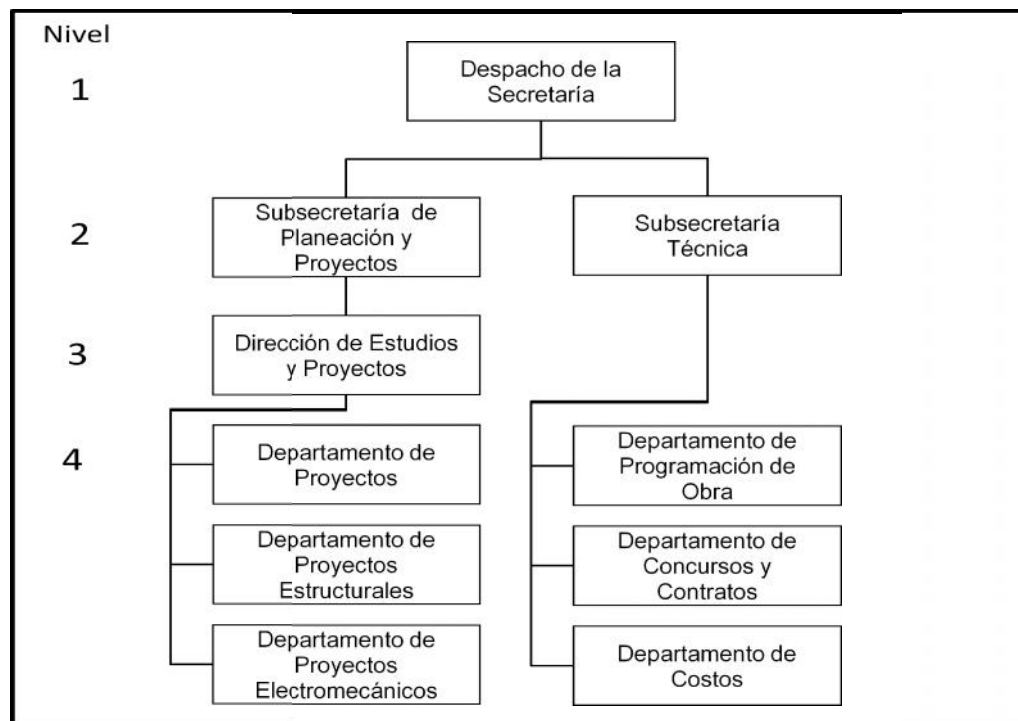 Nivel
1
Despacho de la
Secretaría
2
Subsecretaría de
Planeación y
Proyectos
Subsecretaría
Técnica
3
Dirección de Estudios
y Proyectos
4
Departamento de
Proyectos
Departamento de
Programación de
Obra
Departamento de
Proyectos
Estructurales
Departamento de
Concursos y
Contratos
Departamento de
Proyectos
Electromecánicos
Departamento de
Costos